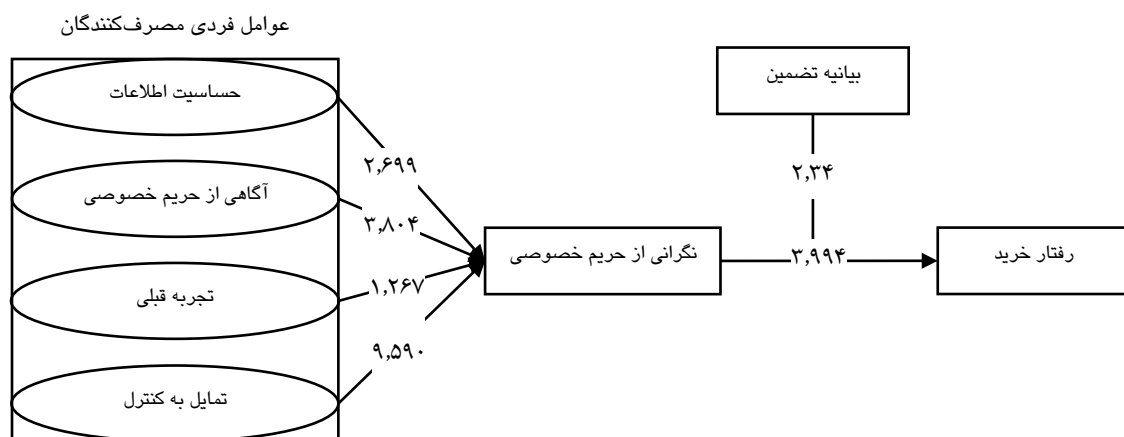 عوامل فردی مصرف‌کنندگان
حساسیت اطلاعات
بیانیه تضمین
۲,۶۹۹
۲,۳۴
آگاهی از حریم خصوصی
۳,۸۰۴
نگرانی از حریم خصوصی
۳,۹۹۴
رفتار خرید
تجربه قبلی
۱,۲۶۷
۹,۵۹۰
تمایل به کنترل